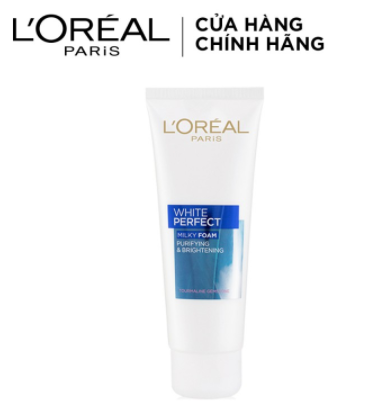 L'ORÉAL
PARiS
CỬA HÀNG
CHÍNH HÃNG
L'ORÉAL
PARiS
WHITE
PERFECT
MILKY FOAM
PURIFYING
& BRIGHTENING